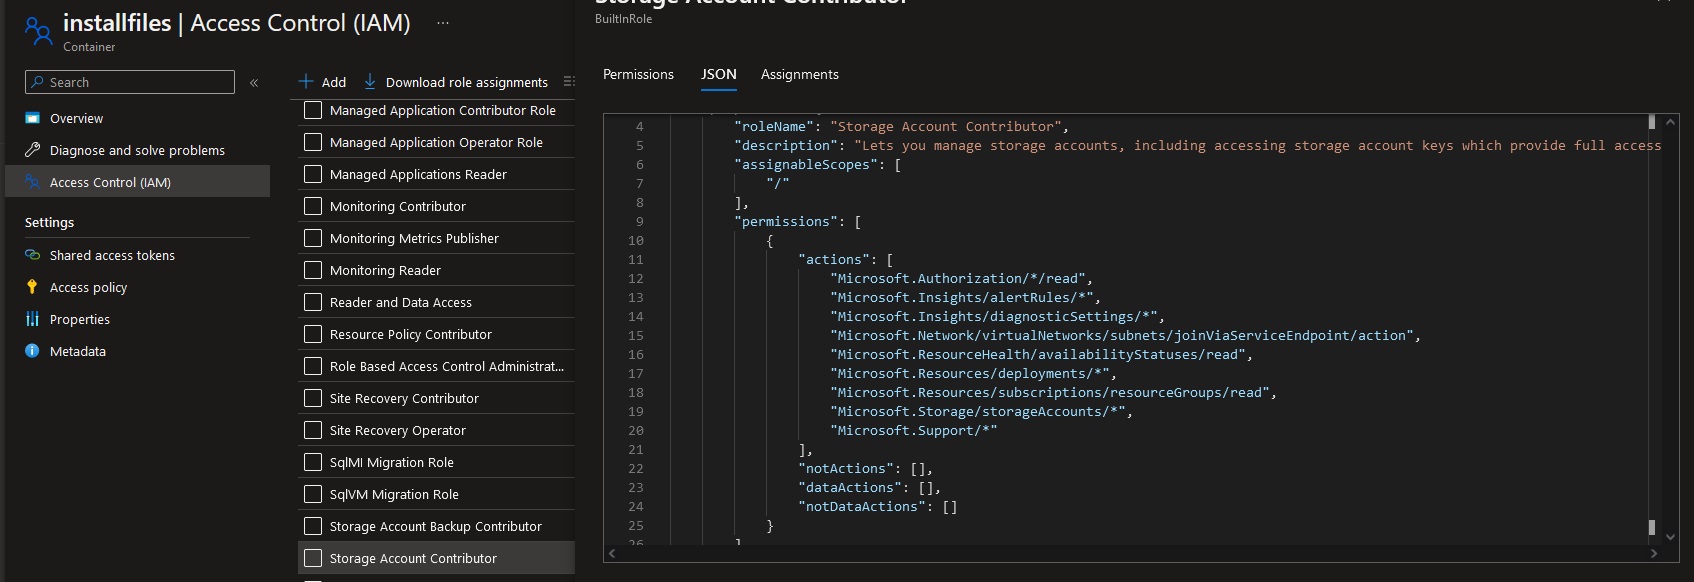 installfiles | Access Control (IAM) ...
Container
Search
«
Overview
Diagnose and solve problems
Access Control (IAM)
Settings
Shared access tokens
Access policy
Properties
Metadata
Add
Download role assignments
Managed Application Contributor Role
Managed Application Operator Role
Managed Applications Reader
Monitoring Contributor
Monitoring Metrics Publisher
Monitoring Reader
Reader and Data Access
Resource Policy Contributor
Role Based Access Control Administrat...
Site Recovery Contributor
Site Recovery Operator
SqlMI Migration Role
SqlVM Migration Role
Storage Account Backup Contributor
Storage Account Contributor
Storage Account Contributor
BuiltInRole
Permissions JSON Assignments
4 "roleName": "Storage Account Contributor",
5 "description": "Lets you manage storage accounts, including accessing storage account keys which provide full access
6 "assignableScopes": [
7 "/"
8 ],
9 "permissions": [
10 {
11 "actions": [
12 "Microsoft.Authorization/*/read",
13 "Microsoft.Insights/alertRules/*",
14 "Microsoft.Insights/diagnosticSettings/*",
15 "Microsoft.Network/virtualNetworks/subnets/joinViaServiceEndpoint/action",
16 "Microsoft.ResourceHealth/availabilityStatuses/read",
17 "Microsoft.Resources/deployments/*",
18 "Microsoft.Resources/subscriptions/resourceGroups/read",
19 "Microsoft.Storage/storageAccounts/*",
20 "Microsoft.Support/*"
21 ],
22 "notActions": [],
23 "dataActions": [],
24 "notDataActions": []
25 }
26 ]